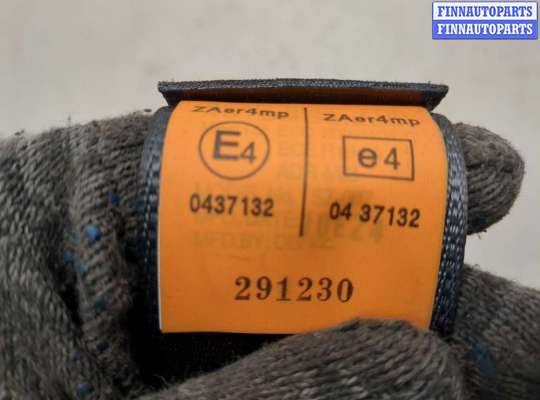 FINNAUTOPARTS
FINNAUTOPARTS
ZAer4mp ZAer4mp
E4 e4
0437132 04 37132
291230